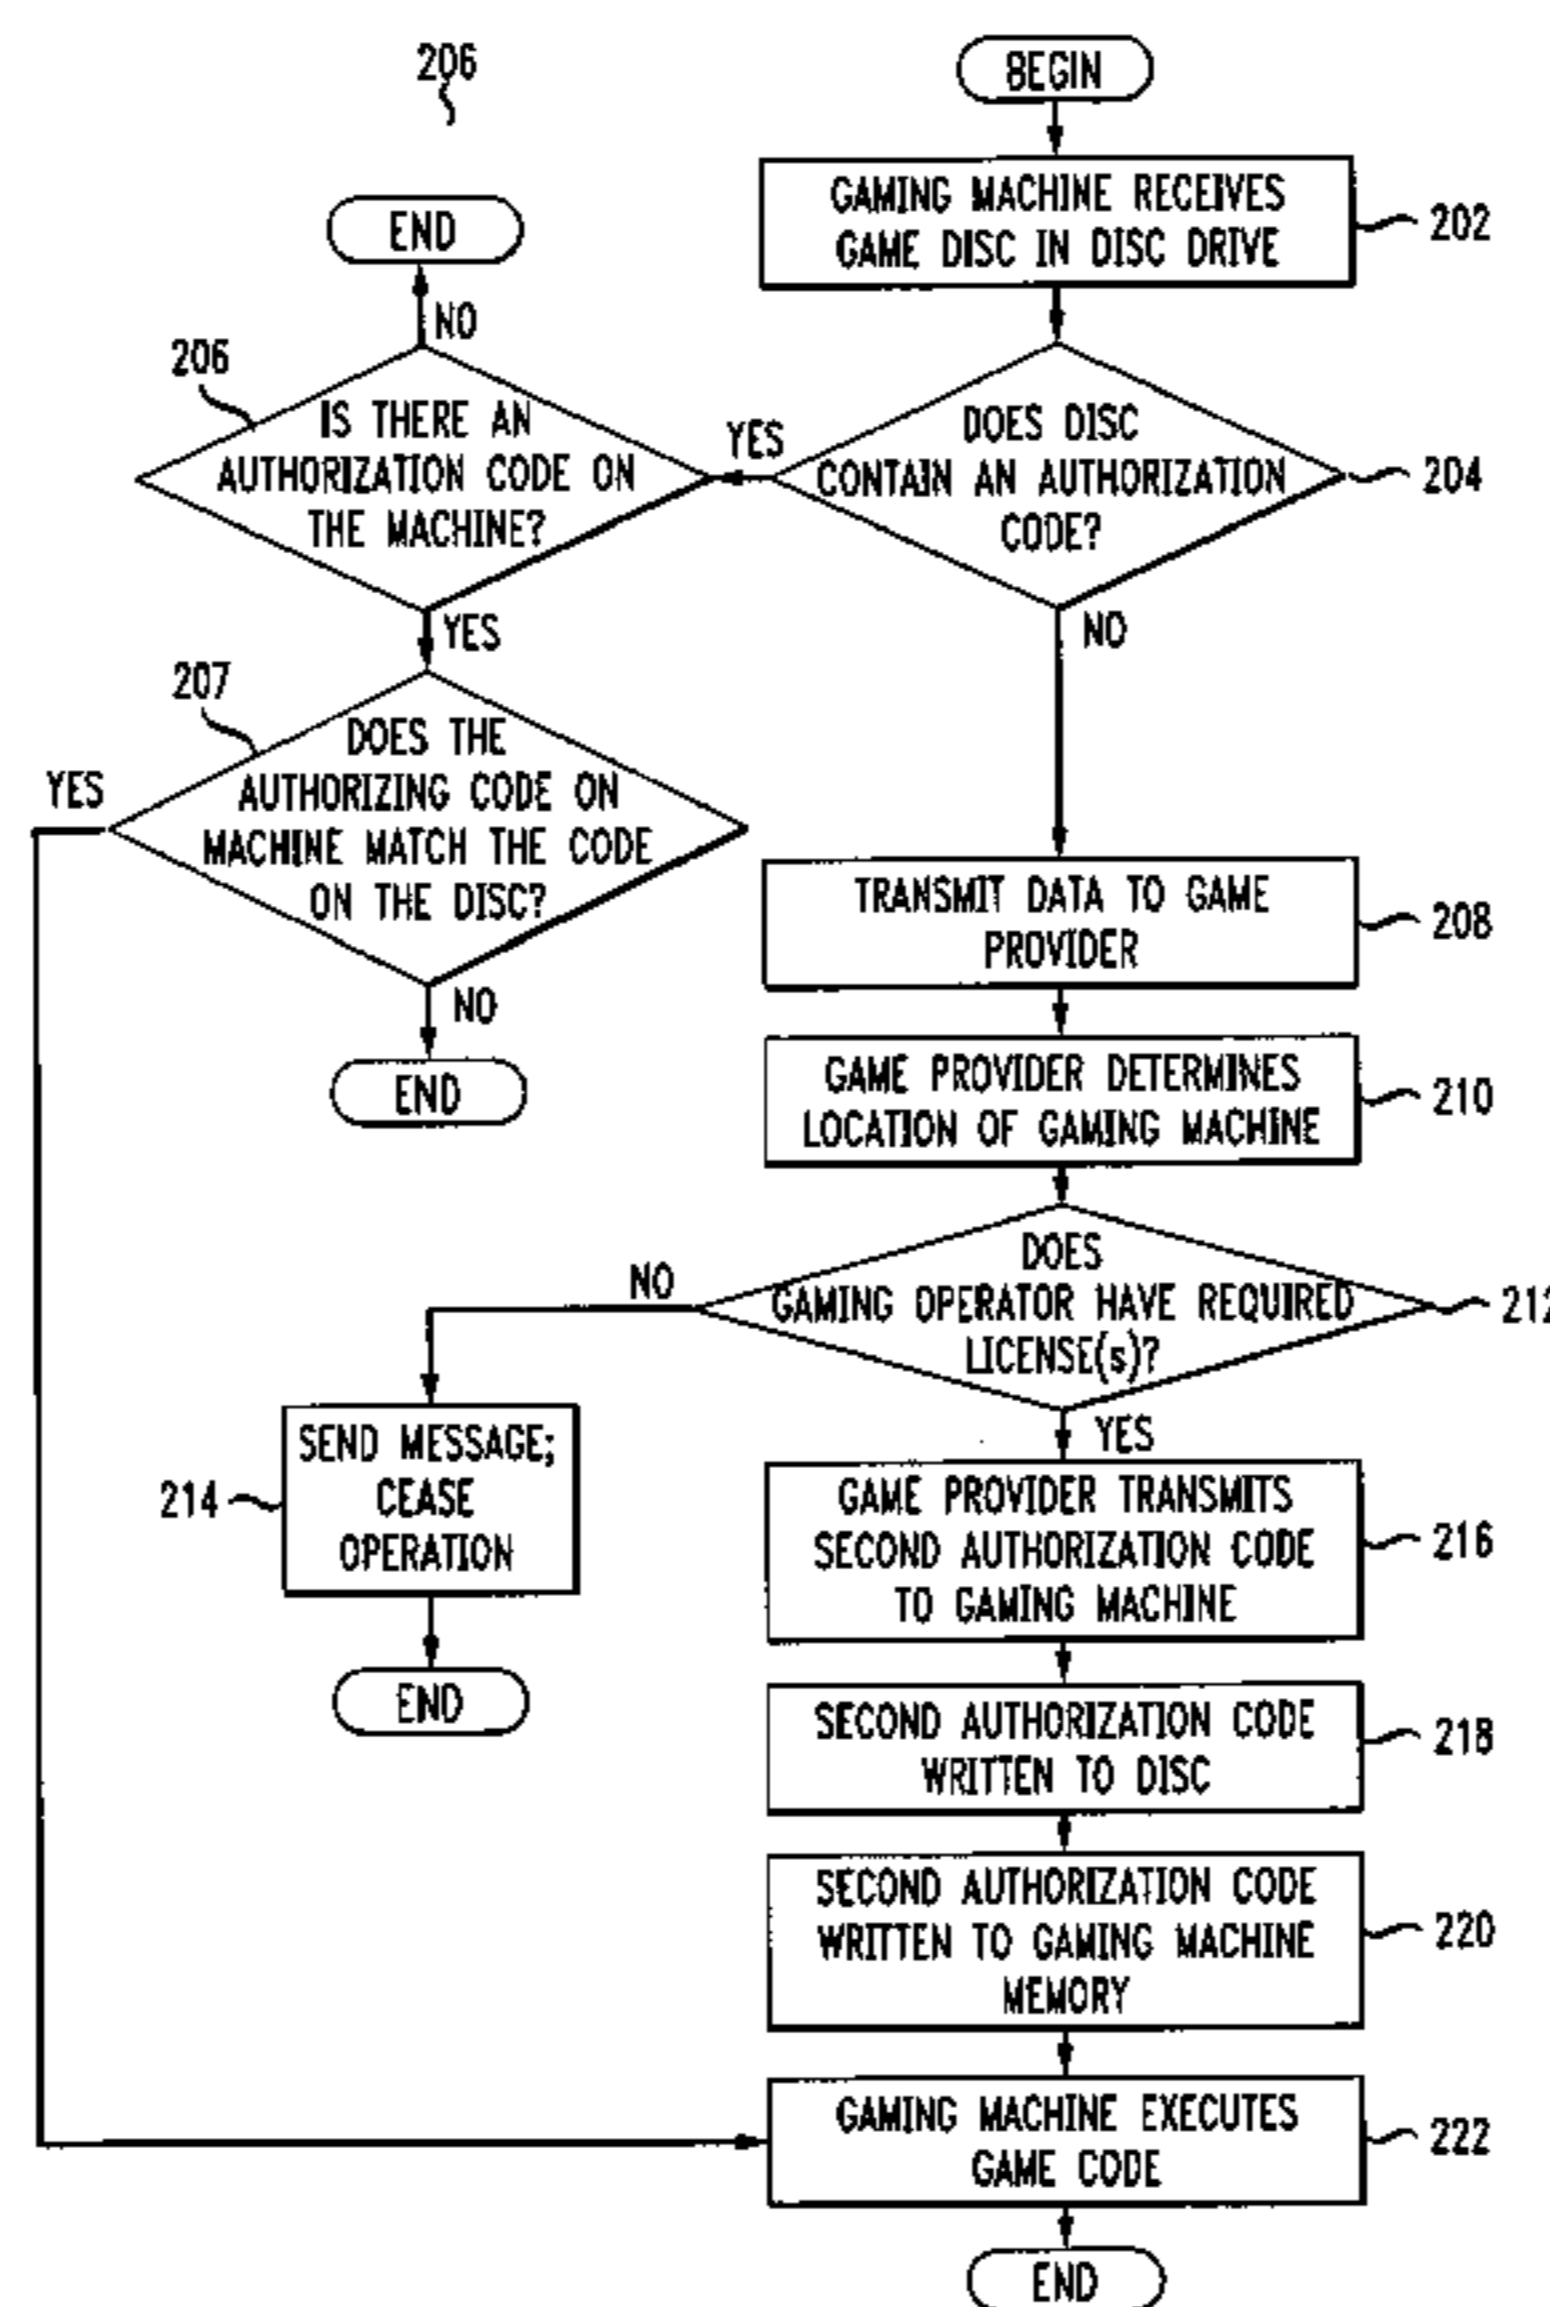 206
BEGIN
GAMING MACHINE RECEIVES
GAME DISC IN DISC DRIVE
202
END
NO
206
IS THERE AN
AUTHORIZATION CODE ON
THE MACHINE?
YES
DOES DISC
CONTAIN AN AUTHORIZATION
CODE?
204
YES
NO
207
DOES THE
AUTHORIZING CODE ON
MACHINE MATCH THE CODE
ON THE DISC?
YES
NO
END
TRANSMIT DATA TO GAME
PROVIDER
208
GAME PROVIDER DETERMINES
LOCATION OF GAMING MACHINE
210
DOES
GAMING OPERATOR HAVE REQUIRED
LICENSE(s)?
212
NO
YES
SEND MESSAGE;
CEASE
OPERATION
214
END
GAME PROVIDER TRANSMITS
SECOND AUTHORIZATION CODE
TO GAMING MACHINE
216
SECOND AUTHORIZATION CODE
WRITTEN TO DISC
218
SECOND AUTHORIZATION CODE
WRITTEN TO GAMING MACHINE
MEMORY
220
GAMING MACHINE EXECUTES
GAME CODE
222
END